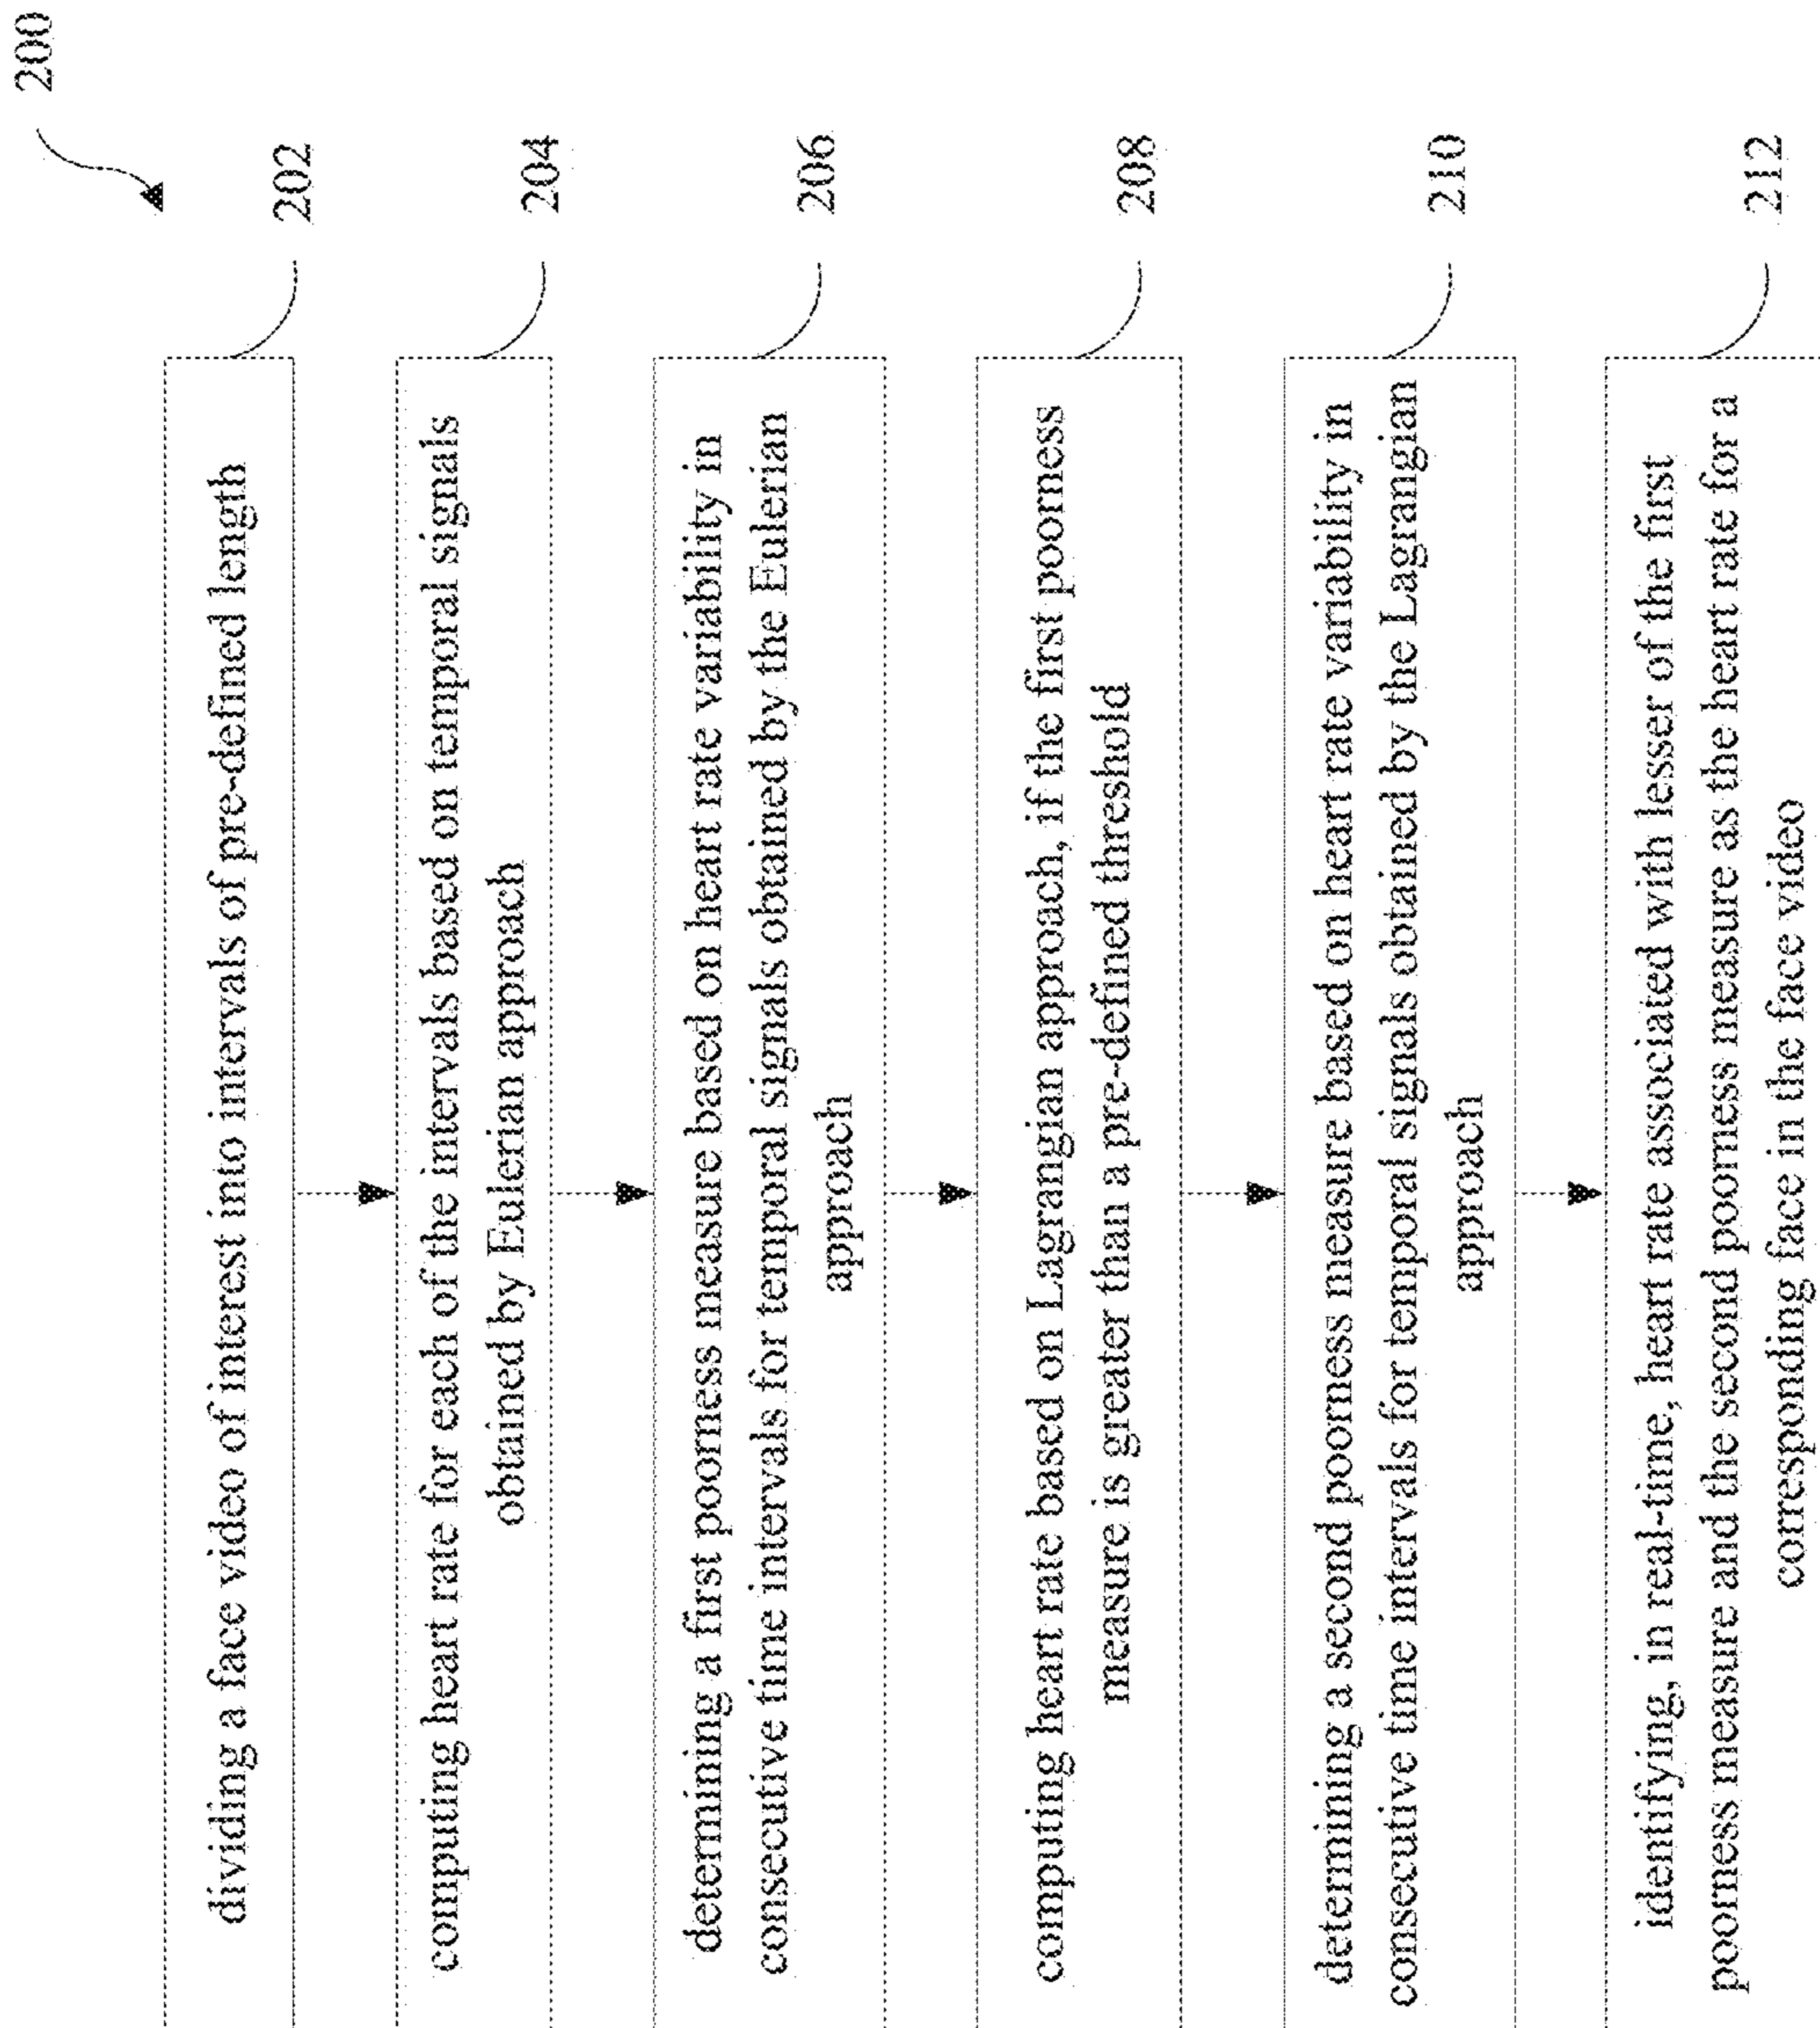 200
dividing a face video of interest into intervals of pre-defined length
202
computing heart rate for each of the intervals based on temporal signals
obtained by Eulerian approach
204
determining a first poorness measure based on heart rate variability in
consecutive time intervals for temporal signals obtained by the Eulerian
approach
206
computing heart rate based on Lagrangian approach, if the first poorness
measure is greater than a pre-defined threshold
208
determining a second poorness measure based on heart rate variability in
consecutive time intervals for temporal signals obtained by the Lagrangian
approach
210
identifying, in real-time, heart rate associated with lesser of the first
poorness measure and the second poorness measure as the heart rate for a
corresponding face in the face video
212